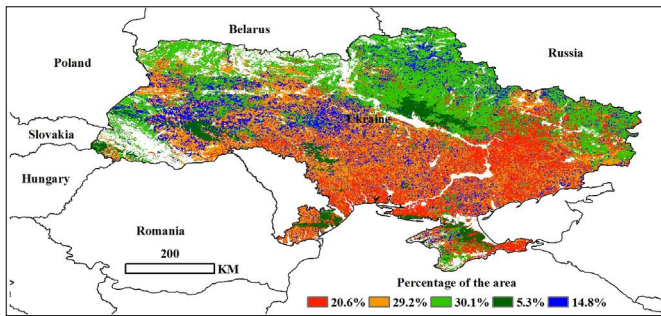 Belarus
Poland
Russia
Ukraine
Slovakia
Hungary
Romania
200
KM
Percentage of the area
20.6% 29.2% 30.1% 5.3% 14.8%